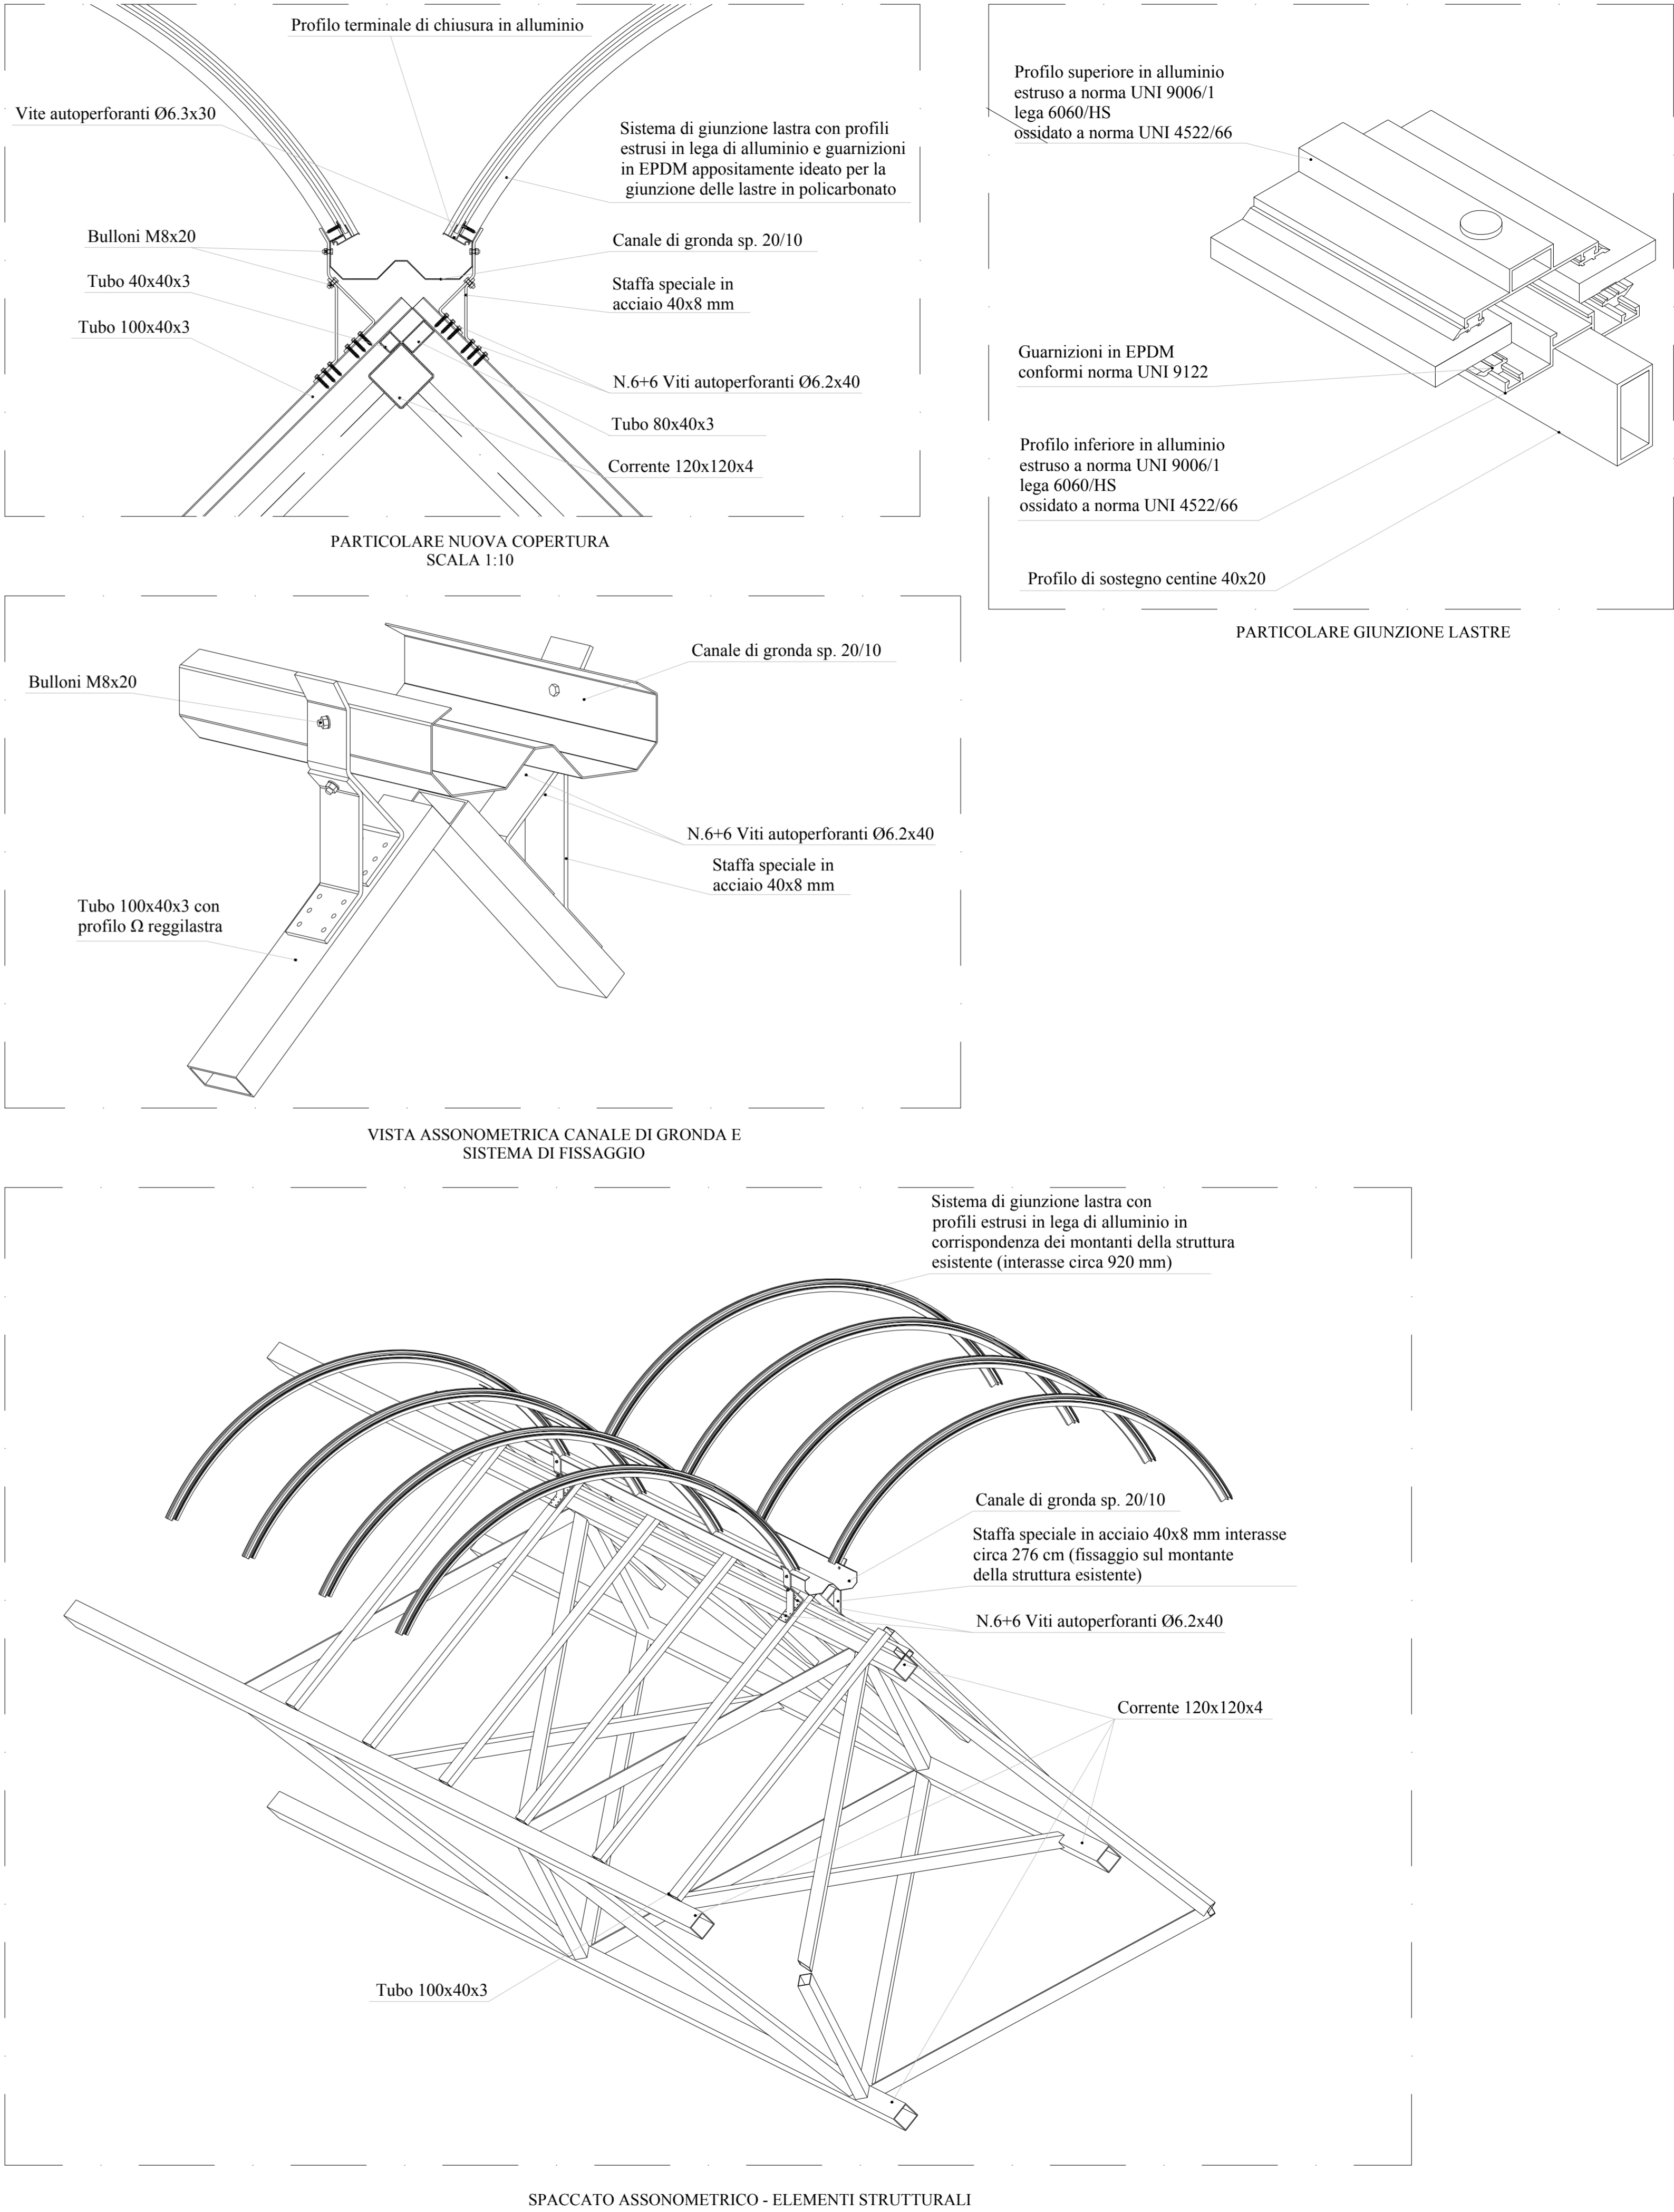 Profilo terminale di chiusura in alluminio
Vite autoperforanti Ø6.3x30
Sistema di giunzione lastra con profili
estrusi in lega di alluminio e guarnizioni
in EPDM appositamente ideato per la
giunzione delle lastre in policarbonato
Bulloni M8x20
Canale di gronda sp. 20/10
Tubo 40x40x3
Staffa speciale in
acciaio 40x8 mm
Tubo 100x40x3
N.6+6 Viti autoperforanti Ø6.2x40
Tubo 80x40x3
Corrente 120x120x4
PARTICOLARE NUOVA COPERTURA
SCALA 1:10
Profilo superiore in alluminio
estruso a norma UNI 9006/1
lega 6060/HS
ossidato a norma UNI 4522/66
Guarnizioni in EPDM
conformi norma UNI 9122
Profilo inferiore in alluminio
estruso a norma UNI 9006/1
lega 6060/HS
ossidato a norma UNI 4522/66
Profilo di sostegno centine 40x20
PARTICOLARE GIUNZIONE LASTRE
Canale di gronda sp. 20/10
Bulloni M8x20
N.6+6 Viti autoperforanti Ø6.2x40
Staffa speciale in
acciaio 40x8 mm
Tubo 100x40x3 con
profilo Ω reggilastra
VISTA ASSONOMETRICA CANALE DI GRONDA E
SISTEMA DI FISSAGGIO
Sistema di giunzione lastra con
profili estrusi in lega di alluminio in
corrispondenza dei montanti della struttura
esistente (interasse circa 920 mm)
Canale di gronda sp. 20/10
Staffa speciale in acciaio 40x8 mm interasse
circa 276 cm (fissaggio sul montante
della struttura esistente)
N.6+6 Viti autoperforanti Ø6.2x40
Corrente 120x120x4
Tubo 100x40x3
SPACCATO ASSONOMETRICO - ELEMENTI STRUTTURALI